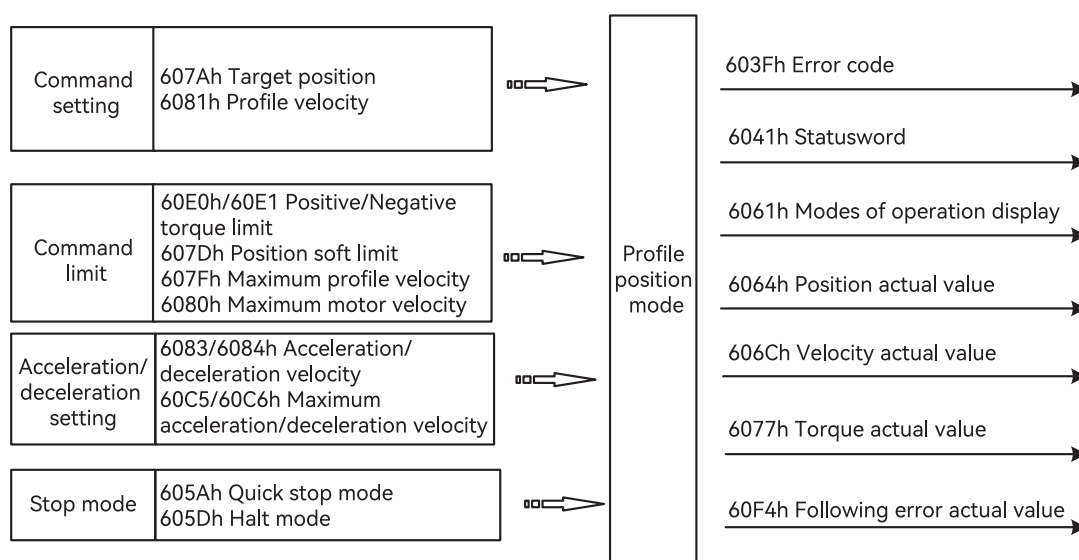 Command
setting
607Ah Target position
6081h Profile velocity
Command
limit
60E0h/60E1 Positive/Negative
torque limit
607Dh Position soft limit
607Fh Maximum profile velocity
6080h Maximum motor velocity
Acceleration/
deceleration
setting
6083/6084h Acceleration/
deceleration velocity
60C5/60C6h Maximum
acceleration/deceleration velocity
Stop mode
605Ah Quick stop mode
605Dh Halt mode
Profile
position
mode
603Fh Error code
6041h Statusword
6061h Modes of operation display
6064h Position actual value
606Ch Velocity actual value
6077h Torque actual value
60F4h Following error actual value